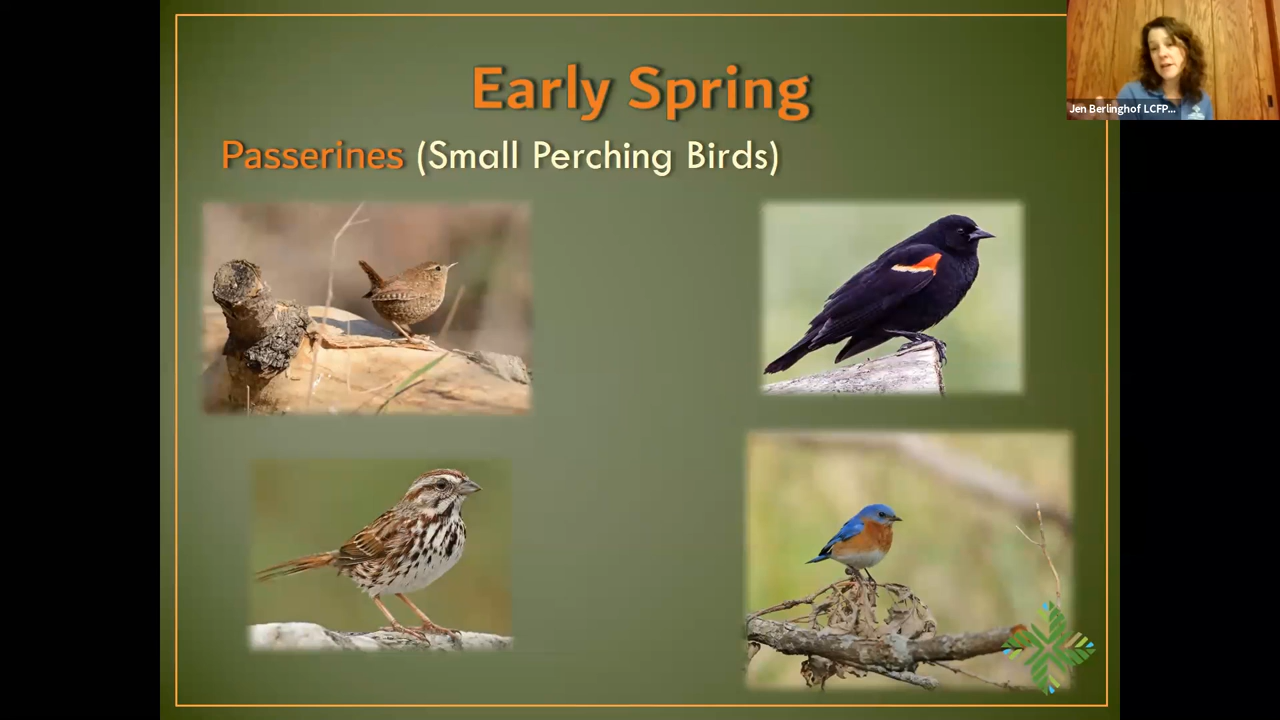 Early Spring
Passerines (Small Perching Birds)
Jen Berlinghof LCFP...